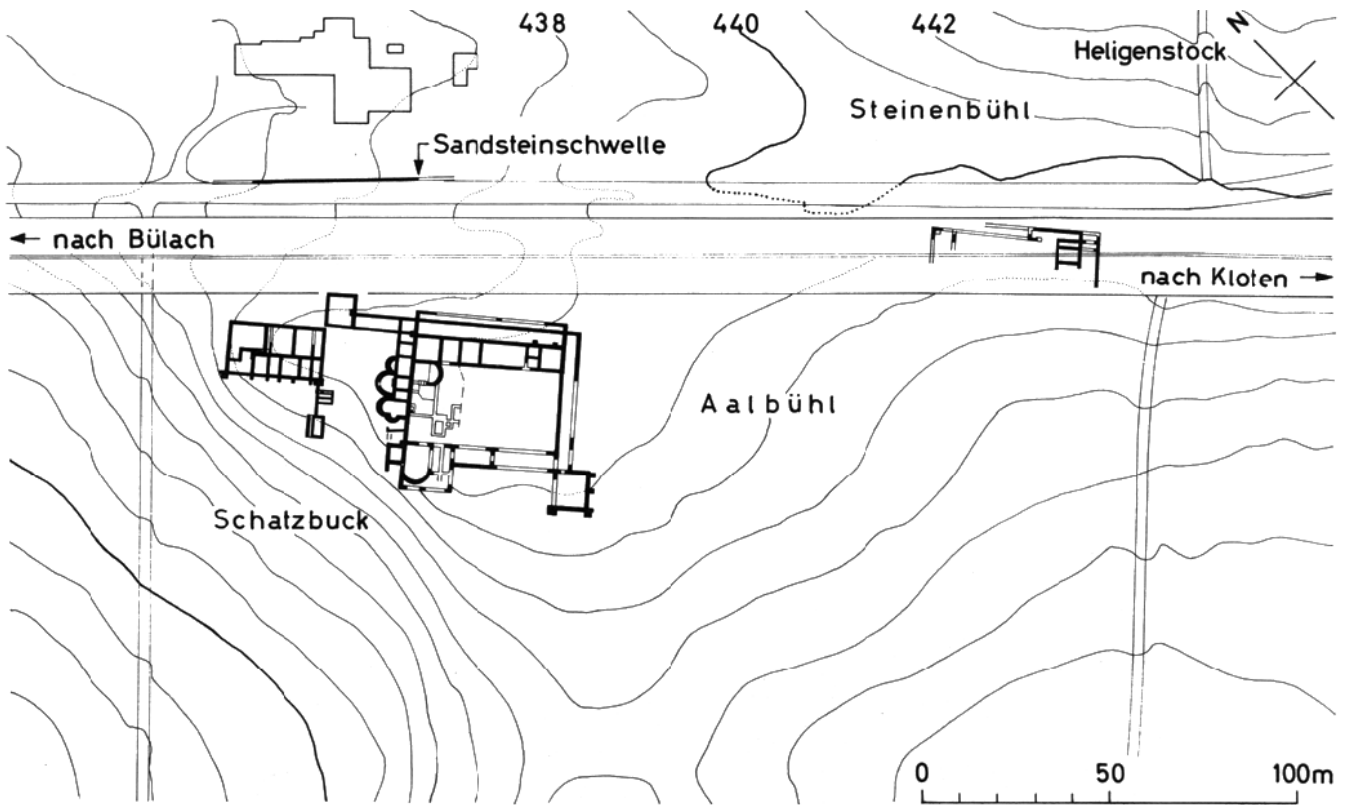 438 440 442 N
Heligenstock
Steinenbühl
Sandsteinschwelle
← nach Bülach
nach Kloten →
Aalbühl
Schatzbuck
0 50 100m